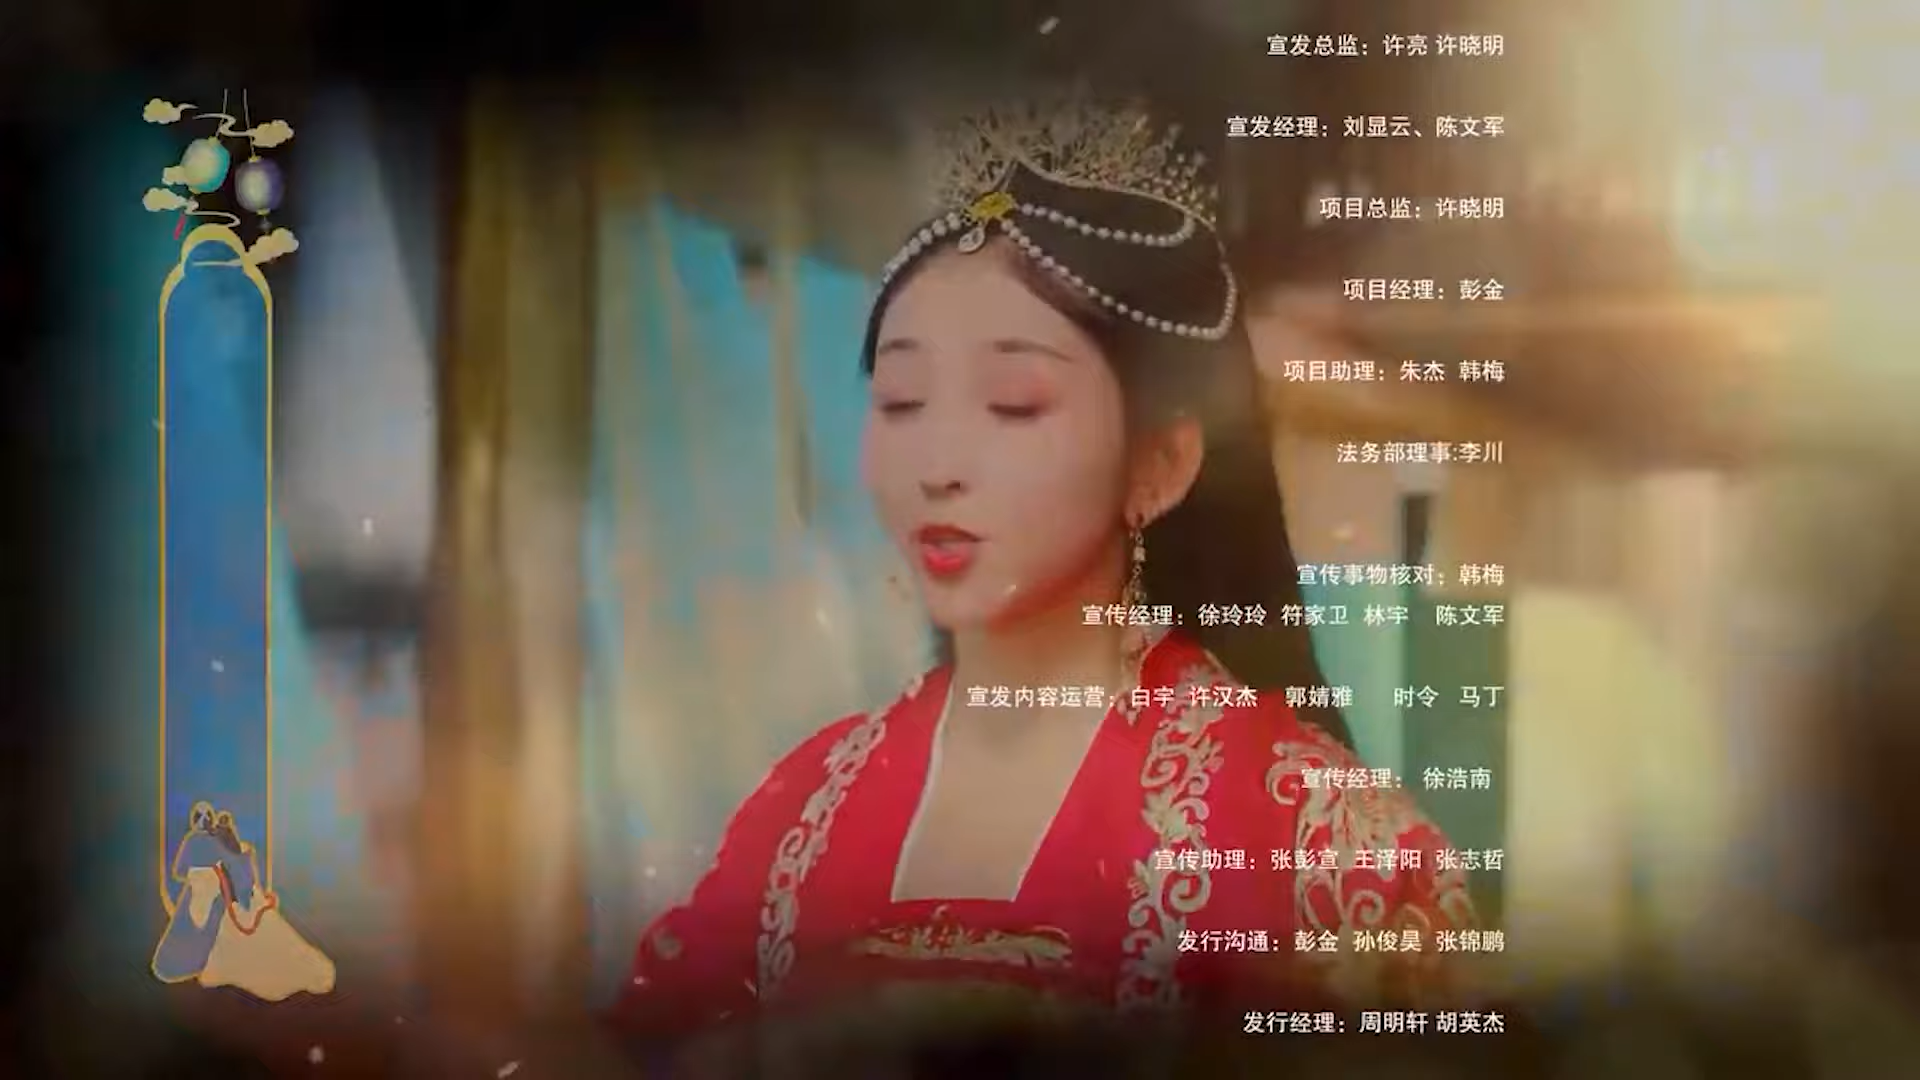 宣发总监：许亮 许晓明
宣发经理：刘显云、陈文军
项目总监：许晓明
项目经理：彭金
项目助理：朱杰 韩梅
法务部理事:李川
宣传事物核对：韩梅
宣传经理：徐玲玲 符家卫 林宇 陈文军
宣发内容运营：白宇 许汉杰 郭婧雅 时令 马丁
宣传经理： 徐浩南
宣传助理：张彭宣 王泽阳 张志哲
发行沟通：彭金 孙俊昊 张锦鹏
发行经理：周明轩 胡英杰